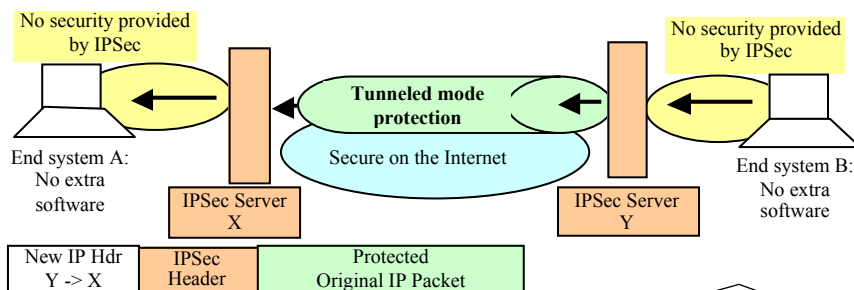 No security provided
by IPSec
No security provided
by IPSec
Tunneled mode
protection
Secure on the Internet
End system A:
No extra
software
End system B:
No extra
software
IPSec Server
X
IPSec Server
Y
New IP Hdr
Y -> X
IPSec
Header
Protected
Original IP Packet